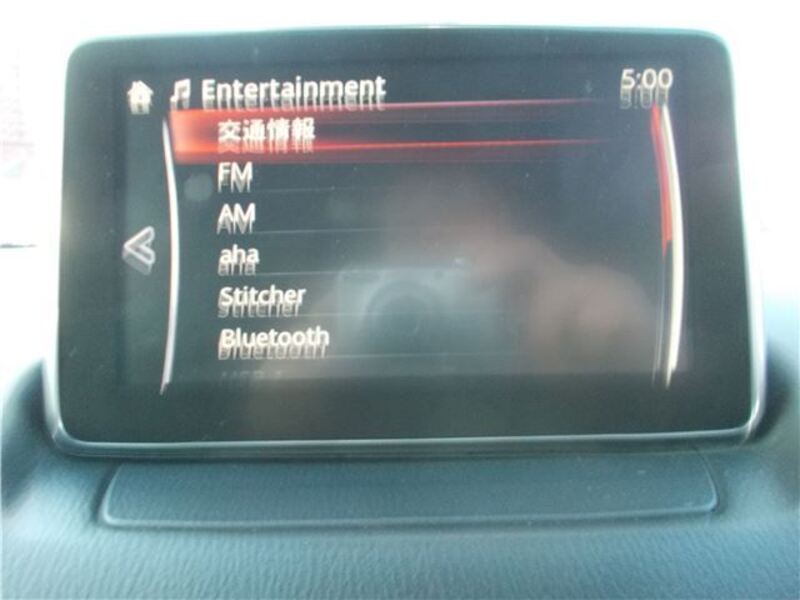 Entertainment
5:00
交通情報
FM
AM
aha
Stitcher
Bluetooth